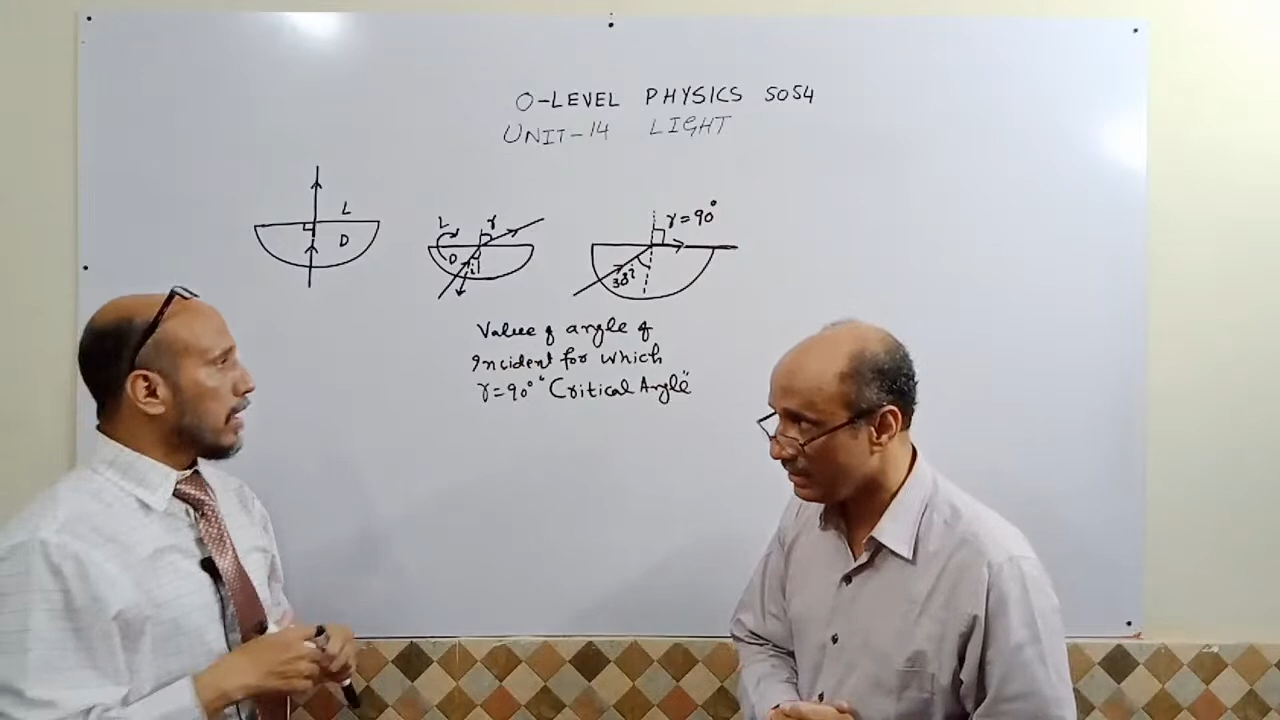 O-LEVEL PHYSICS 5054
UNIT-14 LIGHT
L
D
L
r
D
i
r=90°
38°
i
Value of angle of
Incident for which
r=90° "Critical Angle"